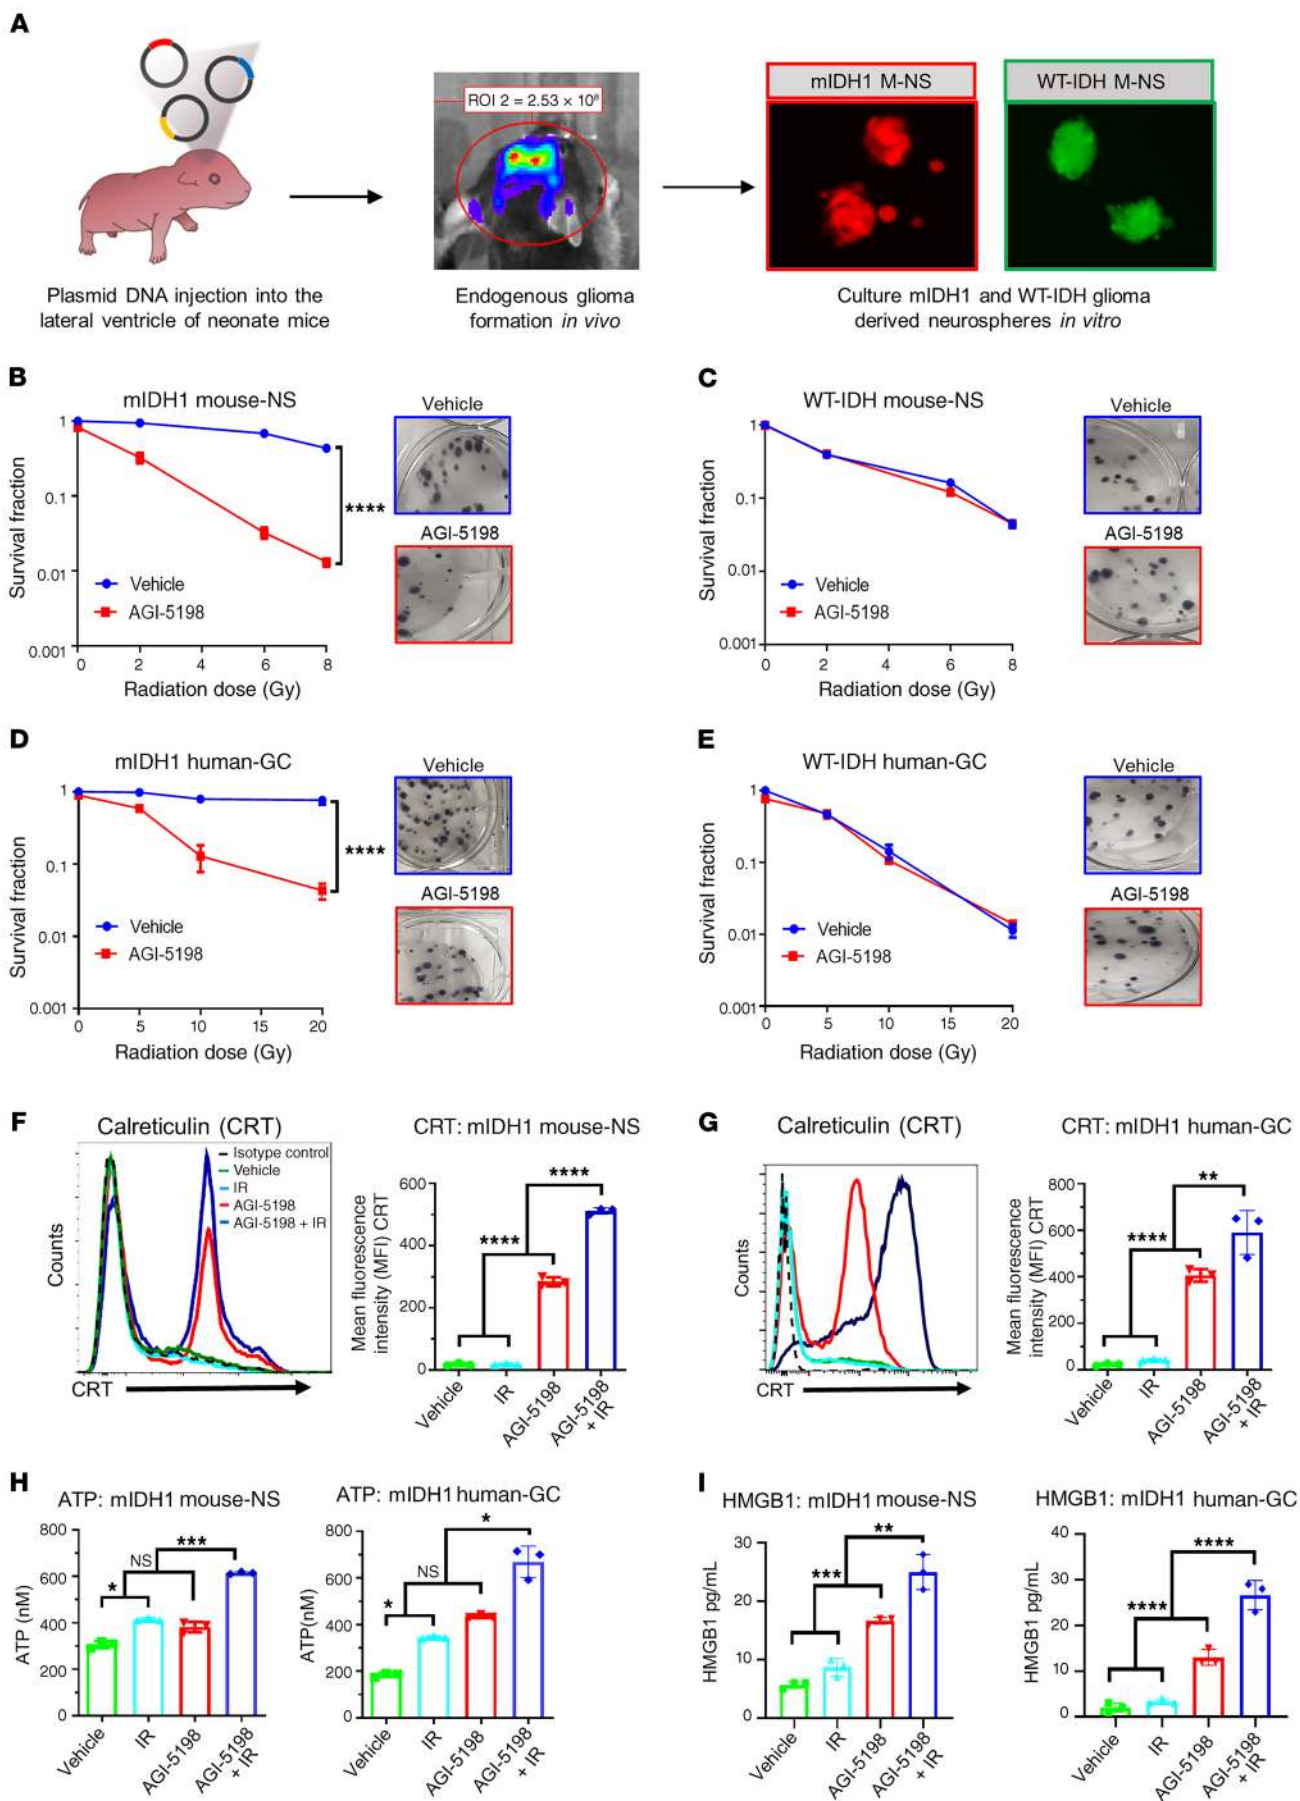 A
ROI 2 = 2.53 × 10⁸
mIDH1 M-NS
WT-IDH M-NS
Plasmid DNA injection into the
lateral ventricle of neonate mice
Endogenous glioma
formation in vivo
Culture mIDH1 and WT-IDH glioma
derived neurospheres in vitro
B
mIDH1 mouse-NS
Survival fraction
1
0.1
0.01
0.001
Vehicle
AGI-5198
****
0 2 4 6 8
Radiation dose (Gy)
Vehicle
AGI-5198
C
WT-IDH mouse-NS
Survival fraction
1
0.1
0.01
0.001
Vehicle
AGI-5198
0 2 4 6 8
Radiation dose (Gy)
Vehicle
AGI-5198
D
mIDH1 human-GC
Survival fraction
1
0.1
0.01
0.001
Vehicle
AGI-5198
****
0 5 10 15 20
Radiation dose (Gy)
Vehicle
AGI-5198
E
WT-IDH human-GC
Survival fraction
1
0.1
0.01
0.001
Vehicle
AGI-5198
0 5 10 15 20
Radiation dose (Gy)
Vehicle
AGI-5198
F
Calreticulin (CRT)
Counts
Isotype control
Vehicle
IR
AGI-5198
AGI-5198 + IR
CRT
CRT: mIDH1 mouse-NS
Mean fluorescence
intensity (MFI) CRT
600
400
200
0
****
****
Vehicle
IR
AGI-5198
AGI-5198
+ IR
G
Calreticulin (CRT)
Counts
CRT
CRT: mIDH1 human-GC
Mean fluorescence
intensity (MFI) CRT
800
600
400
200
0
**
****
Vehicle
IR
AGI-5198
AGI-5198
+ IR
H
ATP: mIDH1 mouse-NS
ATP (nM)
800
600
400
200
0
***
NS
*
Vehicle
IR
AGI-5198
AGI-5198
+ IR
ATP: mIDH1 human-GC
ATP(nM)
800
600
400
200
0
*
NS
*
Vehicle
IR
AGI-5198
AGI-5198
+ IR
I
HMGB1: mIDH1 mouse-NS
HMGB1 pg/mL
30
20
10
0
**
***
Vehicle
IR
AGI-5198
AGI-5198
+ IR
HMGB1: mIDH1 human-GC
HMGB1 pg/mL
40
30
20
10
0
****
****
Vehicle
IR
AGI-5198
AGI-5198
+ IR